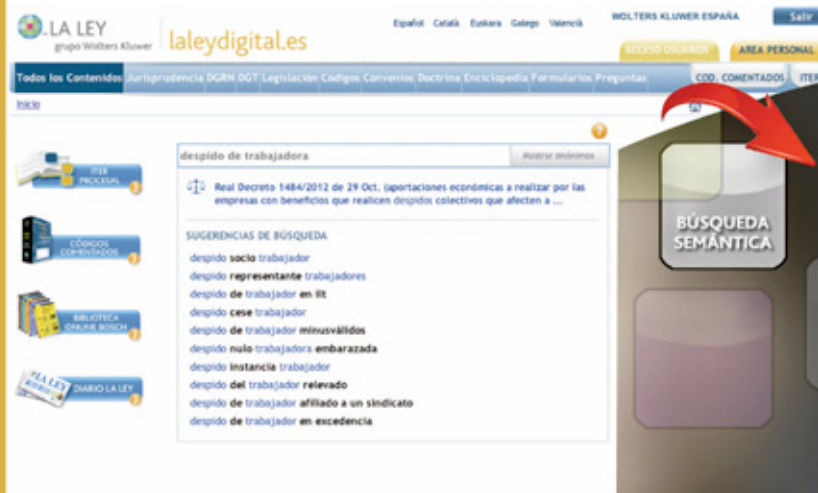 LA LEY
grupo Wolters Kluwer
laleydigital.es
Español Català Euskara Galego Valencià
WOLTERS KLUWER ESPAÑA
Salir
ACCESO USUARIOS
AREA PERSONAL
Todos los Contenidos Jurisprudencia DGRN DGT Legislación Códigos Convenios Doctrina Enciclopedia Formularios Preguntas
COD. COMENTADOS
ITER
Inicio
ITER PROCESAL
CÓDIGOS COMENTADOS
BIBLIOTECA ONLINE BOSCH
DIARIO LA LEY
despido de trabajadora
Mostrar sinónimos
Real Decreto 1484/2012 de 29 Oct. (aportaciones económicas a realizar por las
empresas con beneficios que realicen despidos colectivos que afecten a ...
SUGERENCIAS DE BÚSQUEDA
despido socio trabajador
despido representante trabajadores
despido de trabajador en ilt
despido cese trabajador
despido de trabajador minusválidos
despido nulo trabajadora embarazada
despido instancia trabajador
despido del trabajador relevado
despido de trabajador afiliado a un sindicato
despido de trabajador en excedencia
BÚSQUEDA
SEMÁNTICA